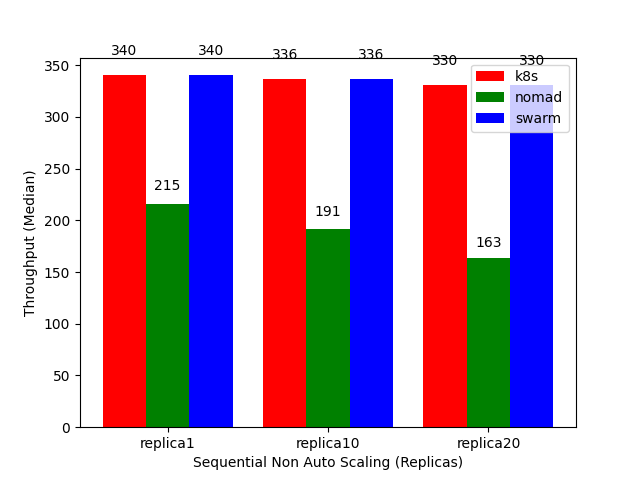 340 340 336 336 330 330
k8s
nomad
swarm
215 191 163
350
300
250
200
150
100
50
0
Throughput (Median)
replica1 replica10 replica20
Sequential Non Auto Scaling (Replicas)